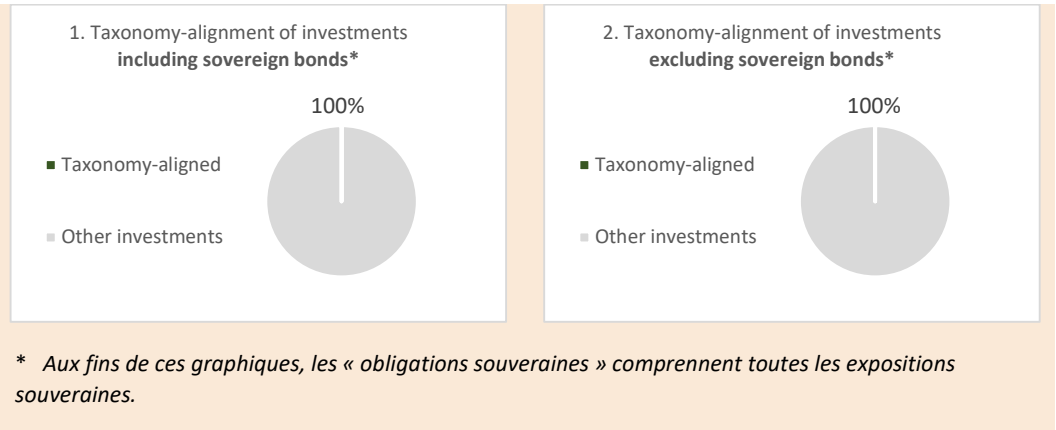 1. Taxonomy-alignment of investments
including sovereign bonds*
100%
Taxonomy-aligned
Other investments
2. Taxonomy-alignment of investments
excluding sovereign bonds*
100%
Taxonomy-aligned
Other investments
* Aux fins de ces graphiques, les « obligations souveraines » comprennent toutes les expositions
souveraines.